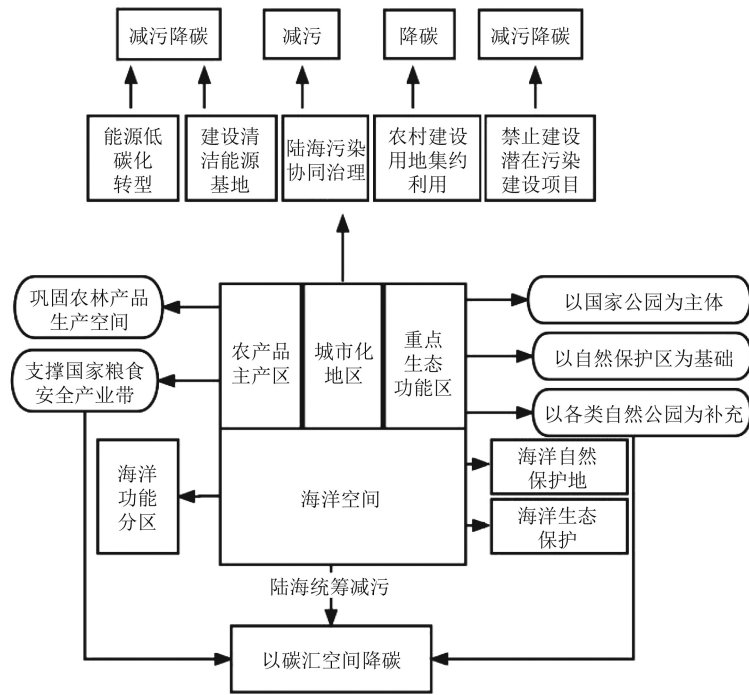 减污降碳
减污
降碳
减污降碳
能源低
碳化
转型
建设清
洁能源
基地
陆海污染
协同治理
农村建设
用地集约
利用
禁止建设
潜在污染
建设项目
巩固农林产品
生产空间
支撑国家粮食
安全产业带
农产品
主产区
城市化
地区
重点
生态
功能区
以国家公园为主体
以自然保护区为基础
以各类自然公园为补充
海洋
功能
分区
海洋空间
海洋自然
保护地
海洋生态
保护
陆海统筹减污
以碳汇空间降碳